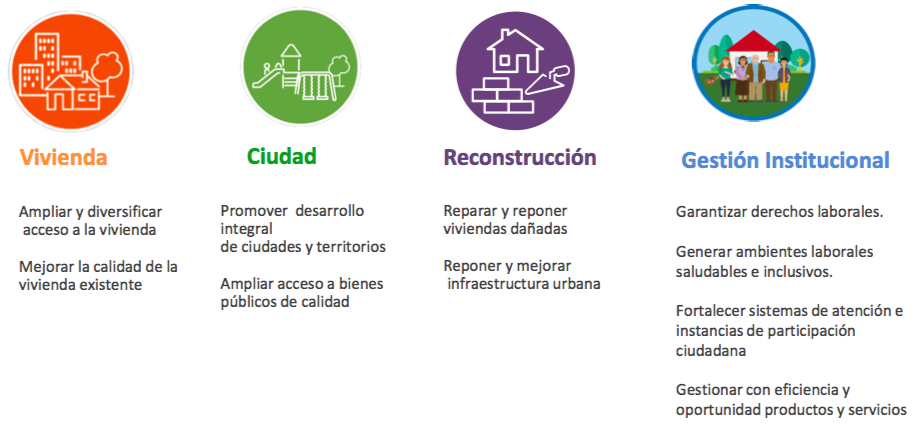 Vivienda
Ampliar y diversificar
acceso a la vivienda
Mejorar la calidad de la
vivienda existente
Ciudad
Promover desarrollo
integral
de ciudades y territorios
Ampliar acceso a bienes
públicos de calidad
Reconstrucción
Reparar y reponer
viviendas dañadas
Reponer y mejorar
infraestructura urbana
Gestión Institucional
Garantizar derechos laborales.
Generar ambientes laborales
saludables e inclusivos.
Fortalecer sistemas de atención e
instancias de participación
ciudadana
Gestionar con eficiencia y
oportunidad productos y servicios